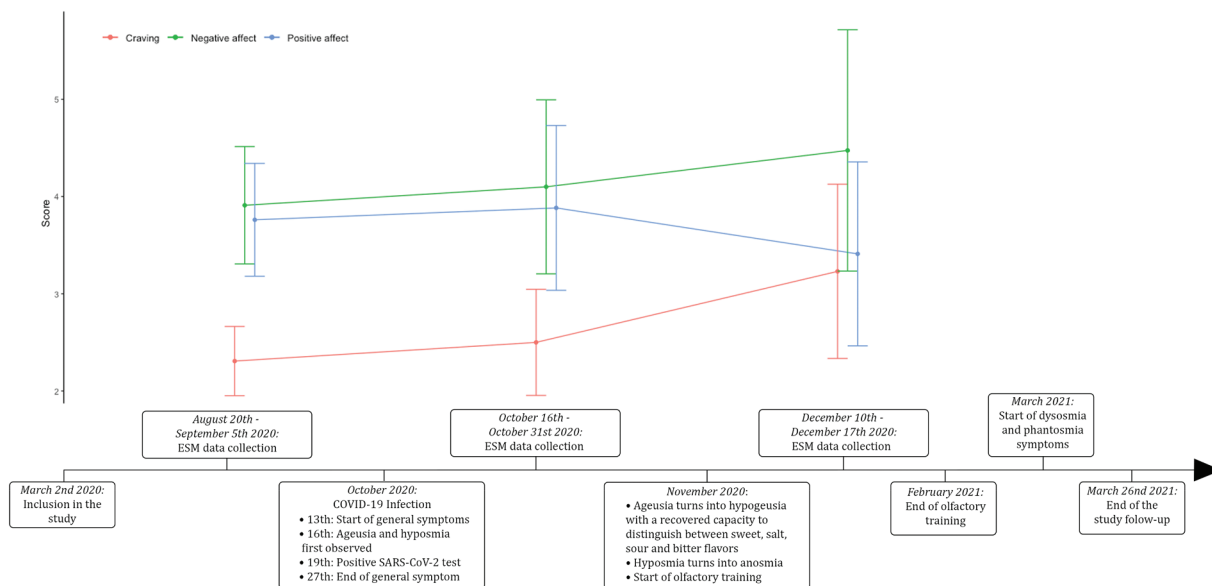 Craving
Negative affect
Positive affect
Score
5
4
3
2
August 20th -
September 5th 2020:
ESM data collection
October 16th -
October 31st 2020:
ESM data collection
December 10th -
December 17th 2020:
ESM data collection
March 2021:
Start of dysosmia
and phantosmia
symptoms
March 2nd 2020:
Inclusion in the
study
October 2020:
COVID-19 Infection
• 13th: Start of general symptoms
• 16th: Ageusia and hyposmia
first observed
• 19th: Positive SARS-CoV-2 test
• 27th: End of general symptom
November 2020:
• Ageusia turns into hypogeusia
with a recovered capacity to
distinguish between sweet, salt,
sour and bitter flavors
• Hyposmia turns into anosmia
• Start of olfactory training
February 2021:
End of olfactory
training
March 26nd 2021:
End of the
study folow-up